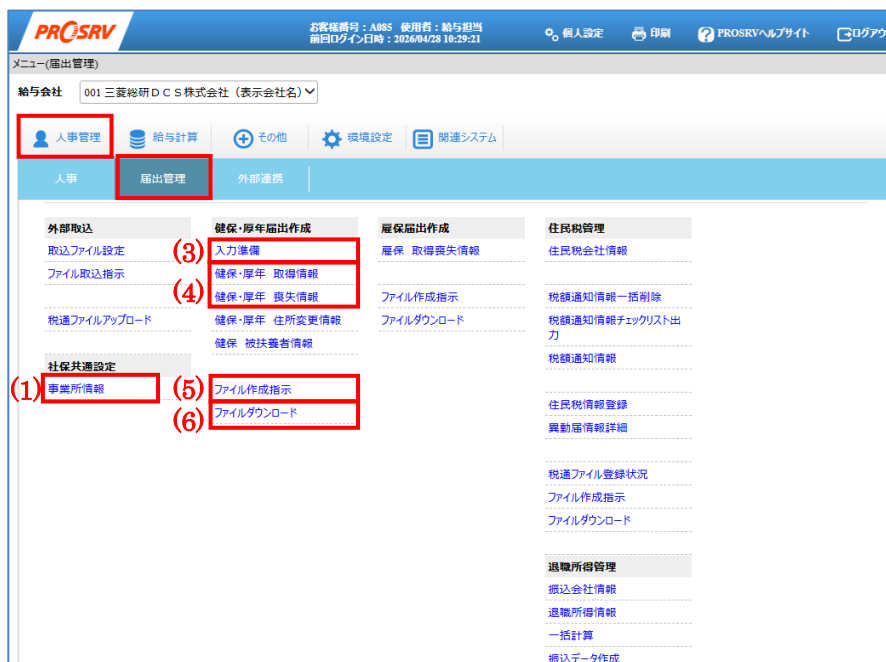 PROSRV
お客様番号：A085 使用者：給与担当
前回ログイン日時：2026/04/28 10:29:21
個人設定 印刷 PROSRVヘルプサイト ログアウ
メニュー(届出管理)
給与会社 001 三菱総研ＤＣＳ株式会社（表示会社名）
人事管理 給与計算 その他 環境設定 関連システム
人事 届出管理 外部連携
外部取込
取込ファイル設定
ファイル取込指示
税通ファイルアップロード
社保共通設定
(1) 事業所情報
健保・厚年届出作成
(3) 入力準備
(4) 健保・厚年 取得情報
健保・厚年 喪失情報
健保・厚年 住所変更情報
健保 被扶養者情報
(5) ファイル作成指示
(6) ファイルダウンロード
雇保届出作成
雇保 取得喪失情報
ファイル作成指示
ファイルダウンロード
住民税管理
住民税会社情報
税額通知情報一括削除
税額通知情報チェックリスト出
力
税額通知情報
住民税情報登録
異動届情報詳細
税通ファイル登録状況
ファイル作成指示
ファイルダウンロード
退職所得管理
振込会社情報
退職所得情報
一括計算
振込データ作成